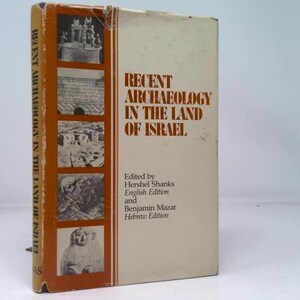 RECENT
ARCHAEOLOGY
IN THE LAND
OF ISRAEL
Edited by
Hershel Shanks
English Edition
and
Benjamin Mazar
Hebrew Edition
RECENT ARCHAEOLOGY IN THE LAND OF ISRAEL